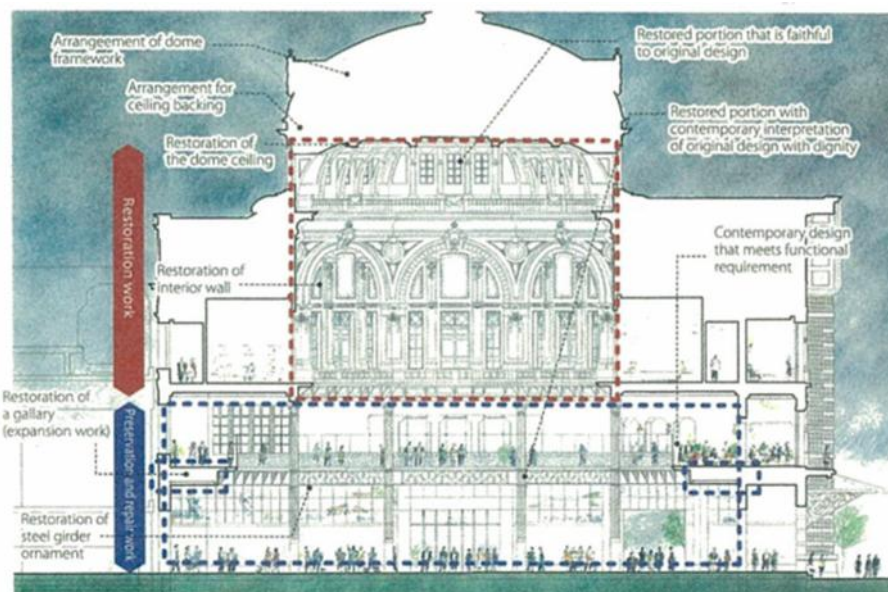 Arrangeement of dome
framework
Arrangement for
ceiling backing
Restoration of
the dome ceiling
Restored portion that is faithful
to original design
Restored portion with
contemporary interpretation
of original design with dignity
Contemporary design
that meets functional
requirement
Restoration work
Restoration of
interior wall
Restoration of
a gallary
(expansion work)
Preservation and repair work
Restoration of
steel girder
ornament